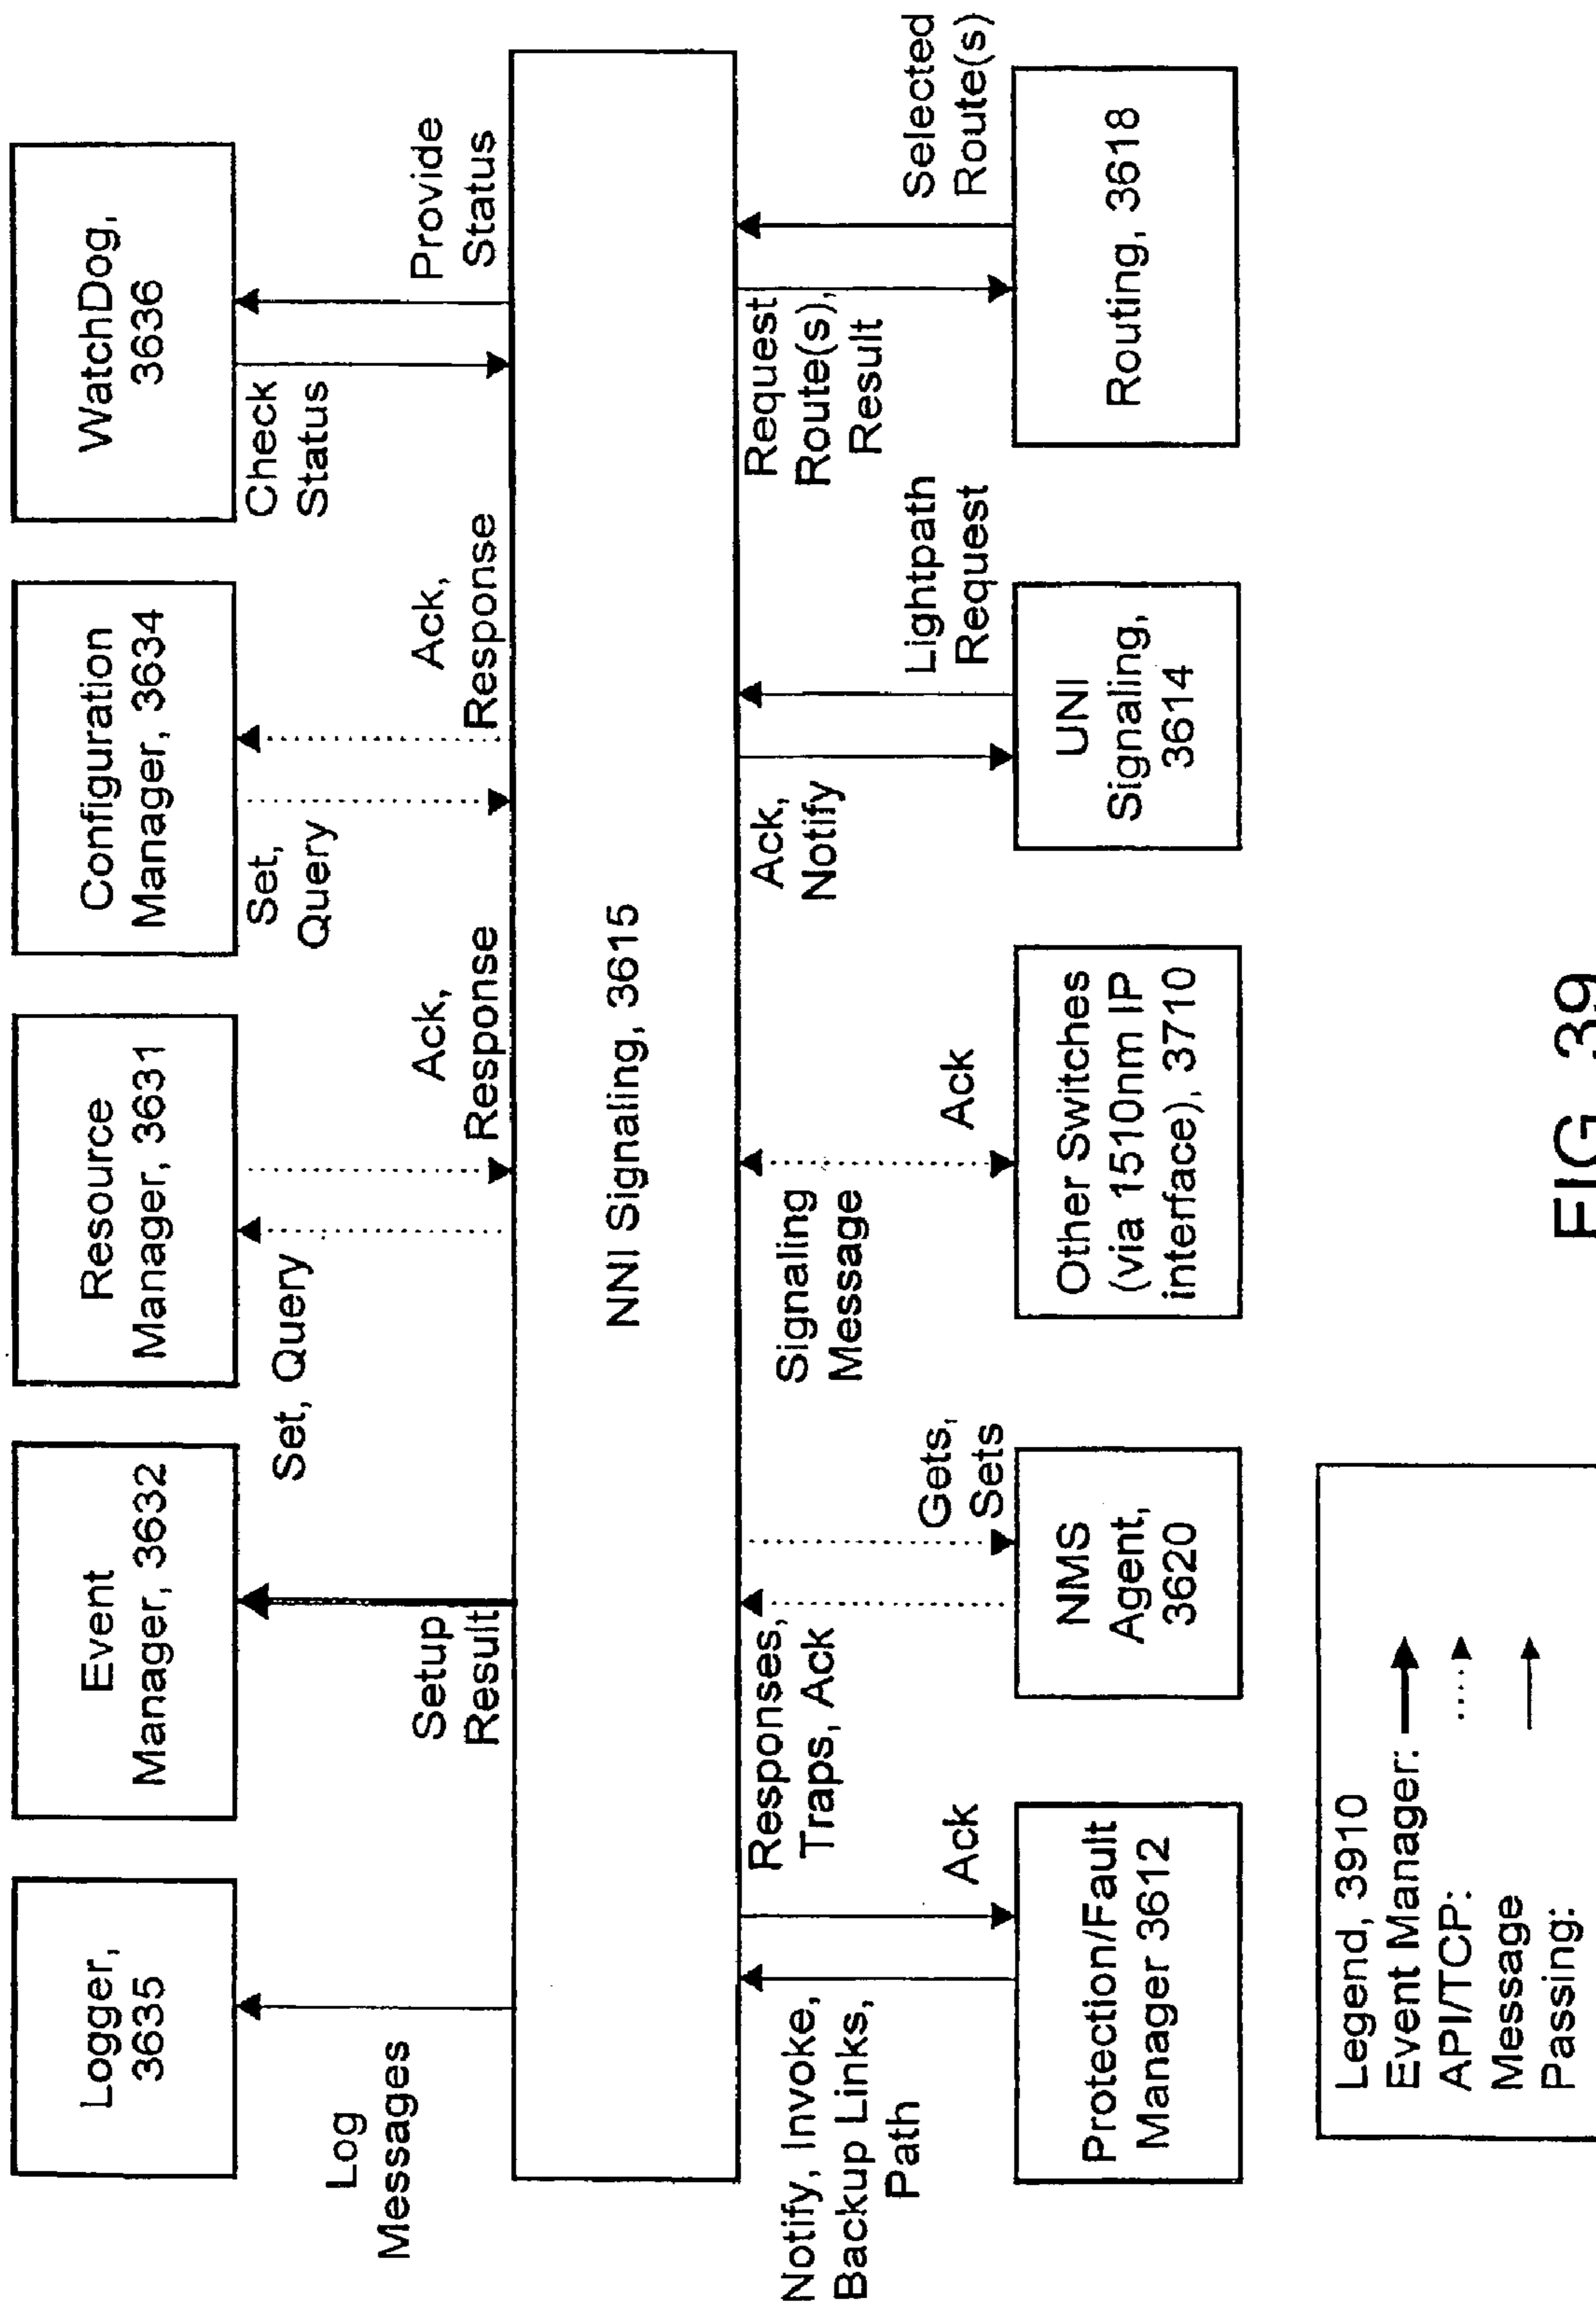 Logger,
3635
Event
Manager, 3632
Resource
Manager, 3631
Configuration
Manager, 3634
WatchDog,
3636
Log
Messages
Setup
Result
Set, Query
Ack,
Response
Set,
Query
Ack,
Response
Check
Status
Provide
Status
NNI Signaling, 3615
Notify, Invoke,
Backup Links,
Path
Ack
Responses,
Traps, Ack
Gets,
Sets
Signaling
Message
Ack
Ack,
Notify
Lightpath
Request
Request
Route(s),
Result
Selected
Route(s)
Protection/Fault
Manager 3612
NMS
Agent,
3620
Other Switches
(via 1510nm IP
interface), 3710
UNI
Signaling,
3614
Routing, 3618
Legend, 3910
Event Manager:
API/TCP:
Message
Passing:
FIG. 39